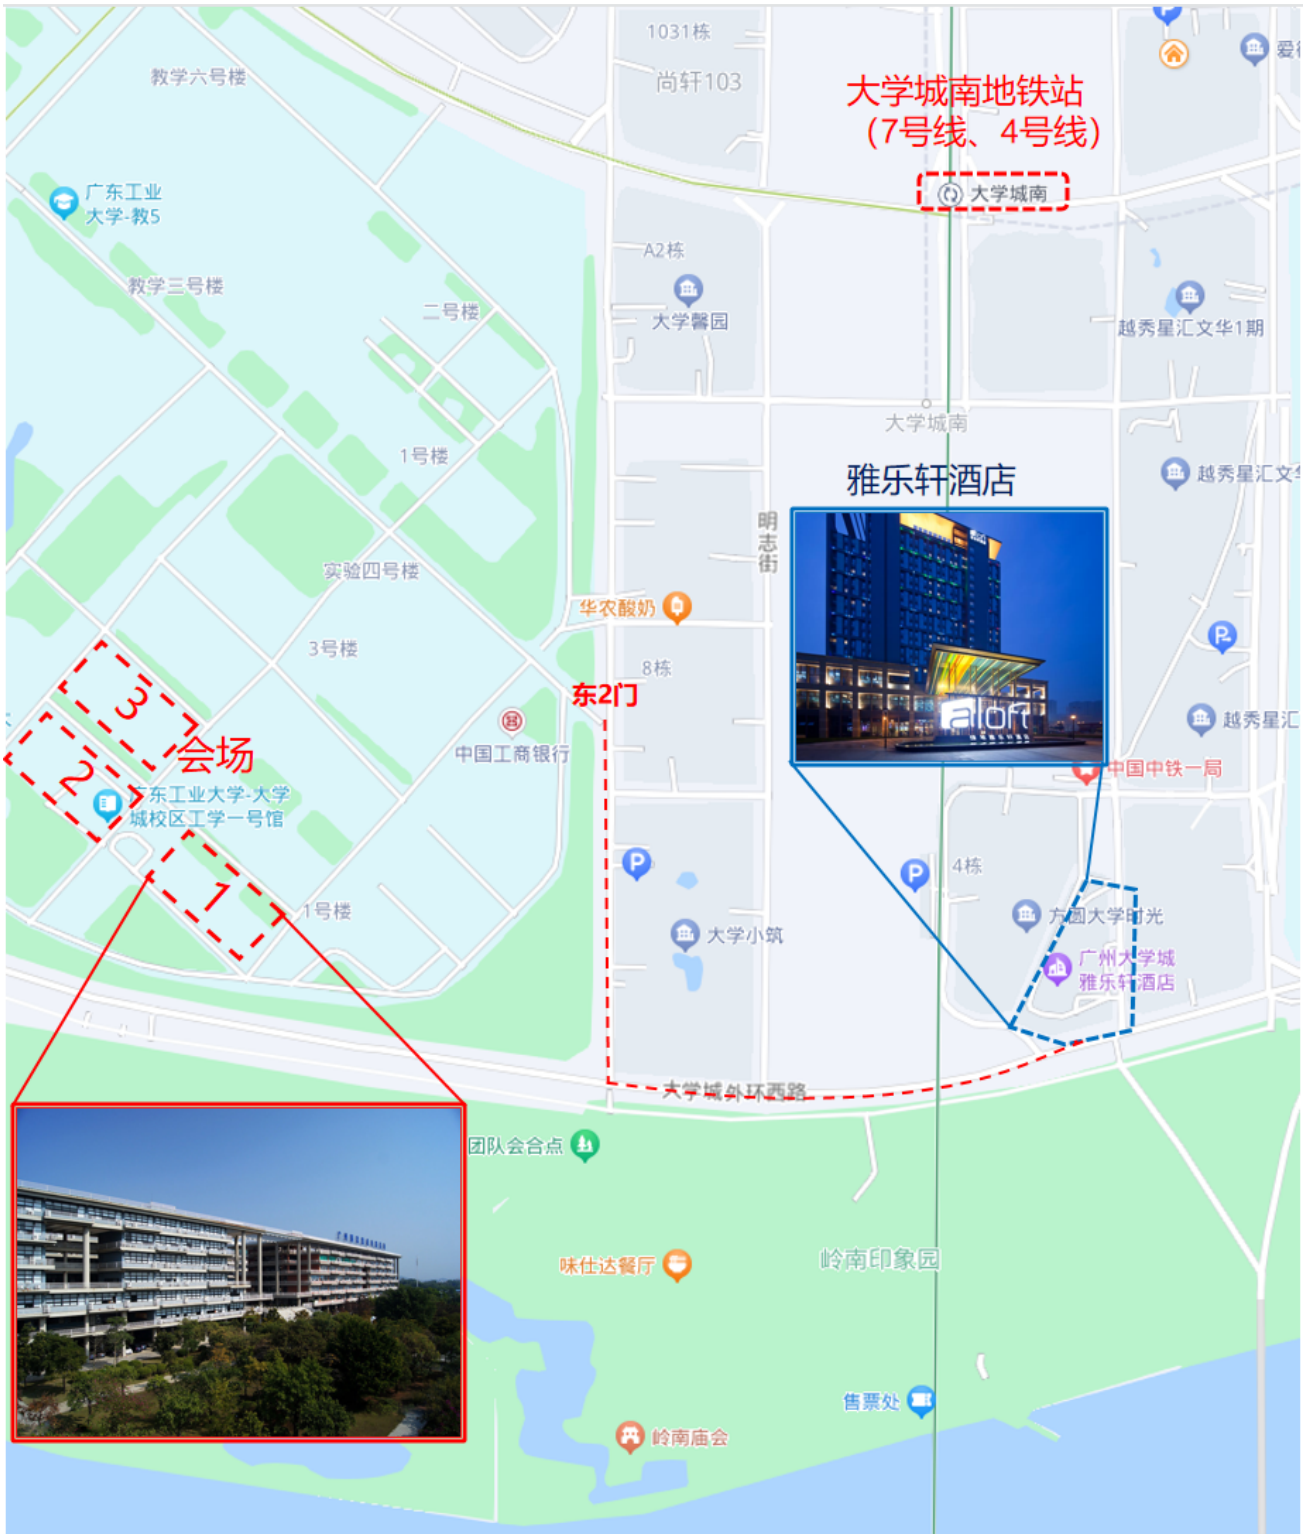 1031栋
尚轩103
教学六号楼
爱
大学城南地铁站
（7号线、4号线）
大学城南
广东工业
大学-教5
A2栋
教学三号楼
二号楼
大学馨园
越秀星汇文华1期
大学城南
1号楼
越秀星汇文华
雅乐轩酒店
明志街
实验四号楼
华农酸奶
3号楼
8栋
东2门
3
会场
2
中国工商银行
越秀星汇
aloft
中国中铁一局
广东工业大学-大学
城校区工学一号馆
P
P
P
P
4栋
1
1号楼
方圆大学时光
大学小筑
广州大学城
雅乐轩酒店
大学城外环西路
团队会合点
味仕达餐厅
岭南印象园
售票处
岭南庙会